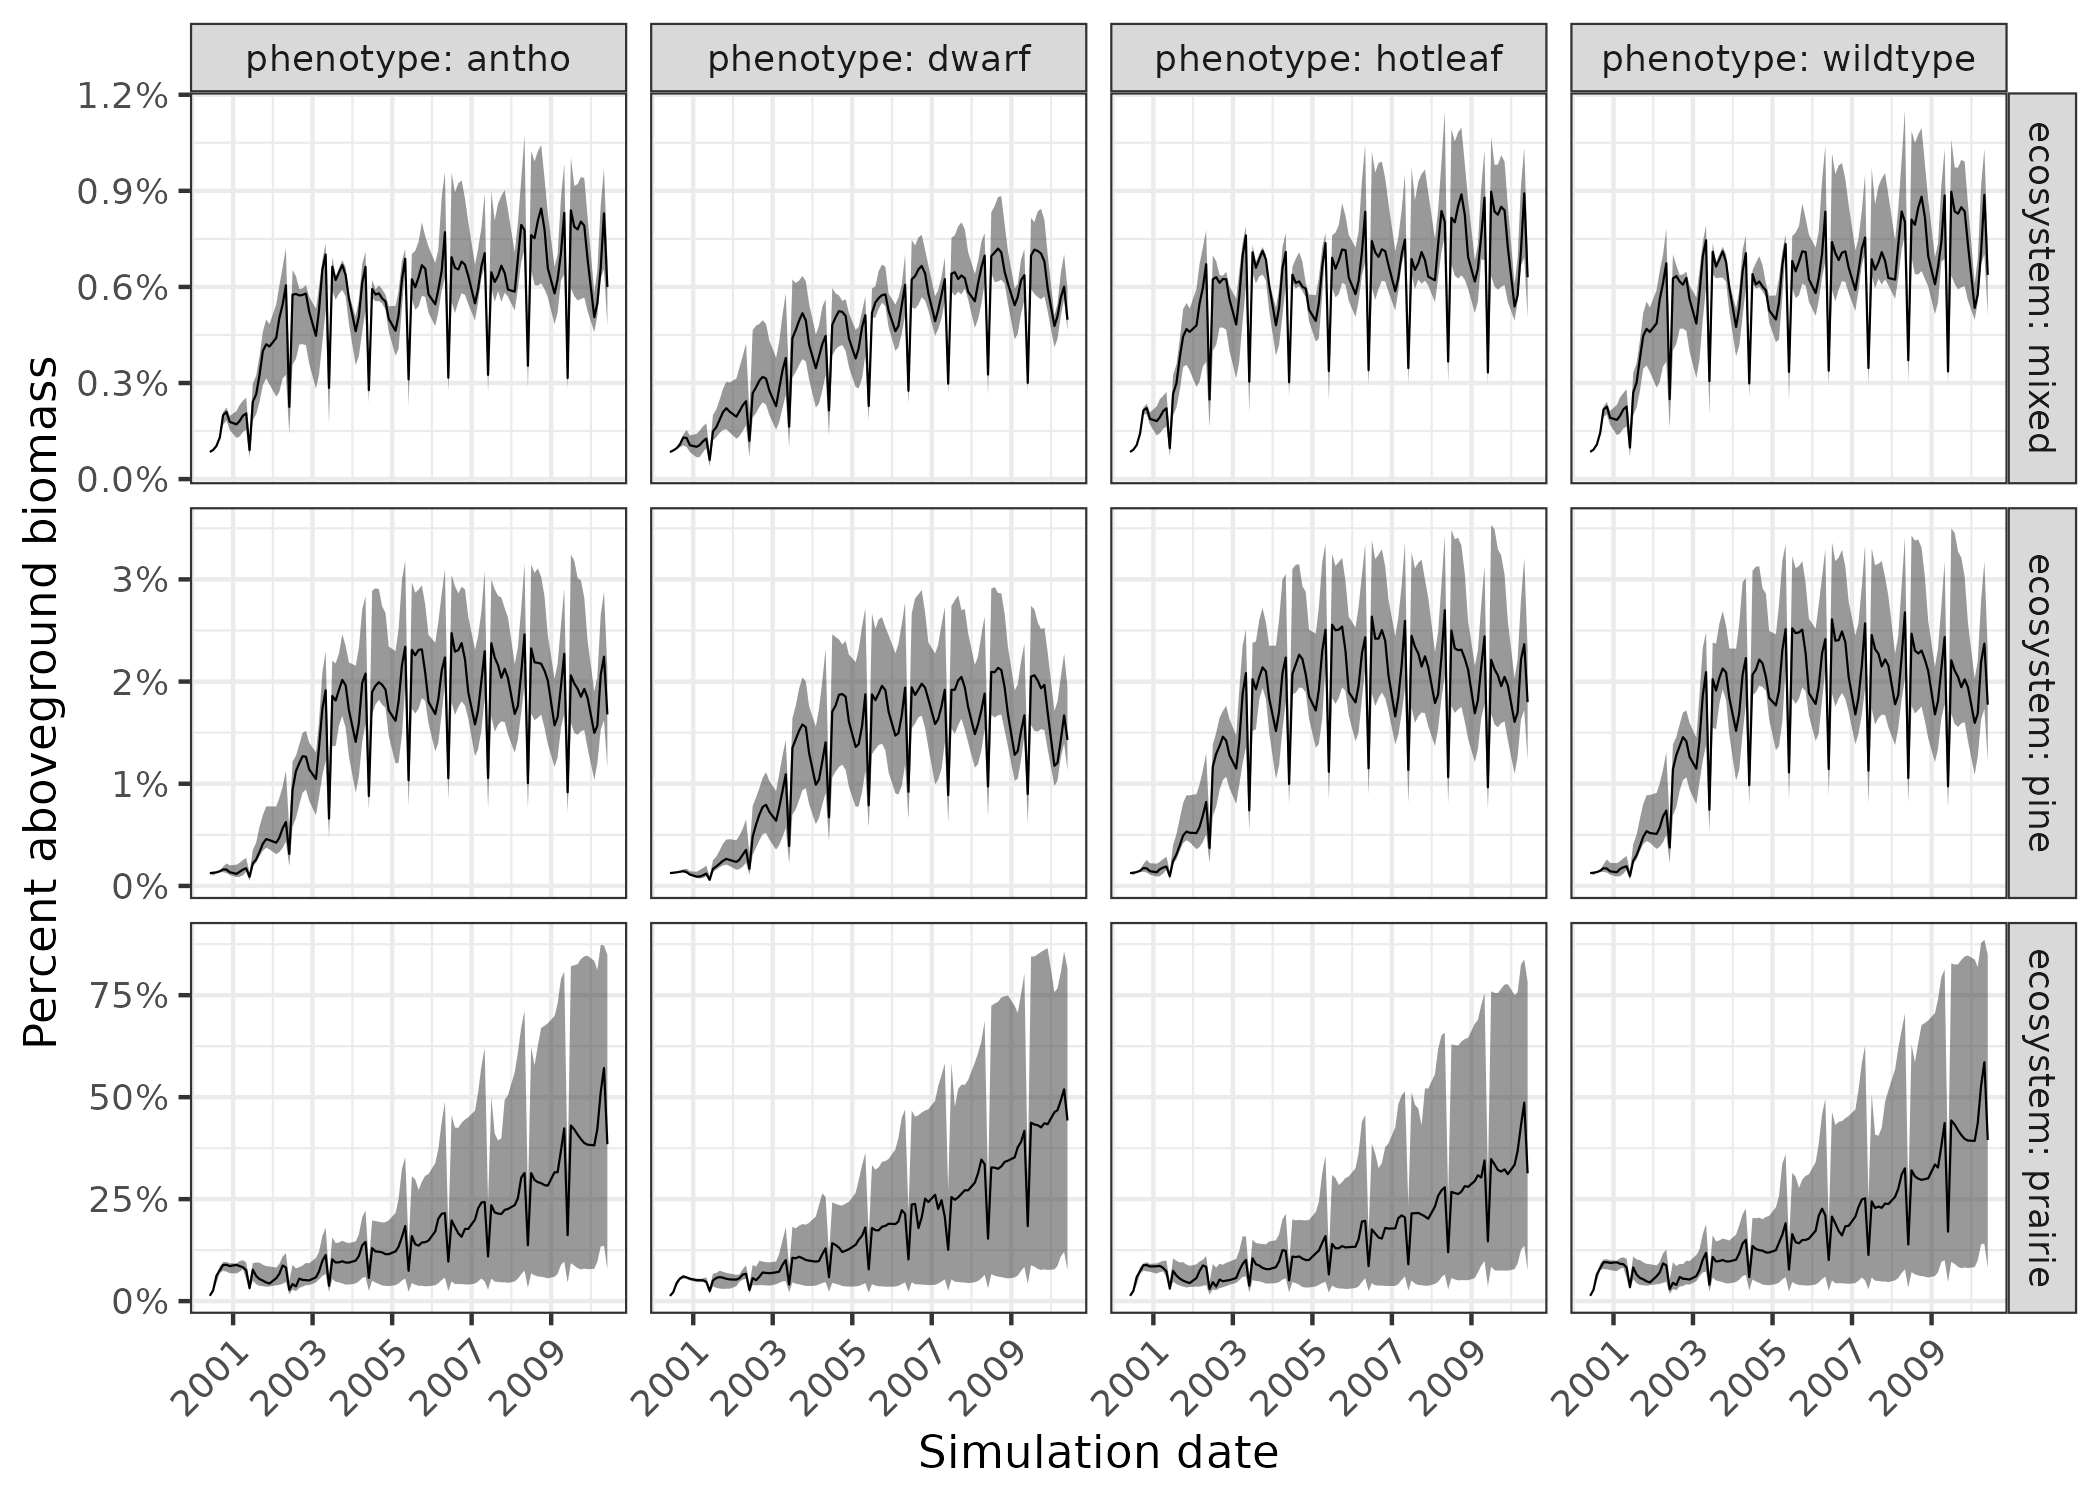 phenotype: antho
phenotype: dwarf
phenotype: hotleaf
phenotype: wildtype
1.2%
0.9%
0.6%
0.3%
0.0%
ecosystem: mixed
3%
2%
1%
0%
ecosystem: pine
75%
50%
25%
0%
ecosystem: prairie
Percent aboveground biomass
2001 2003 2005 2007 2009
2001 2003 2005 2007 2009
2001 2003 2005 2007 2009
2001 2003 2005 2007 2009
Simulation date